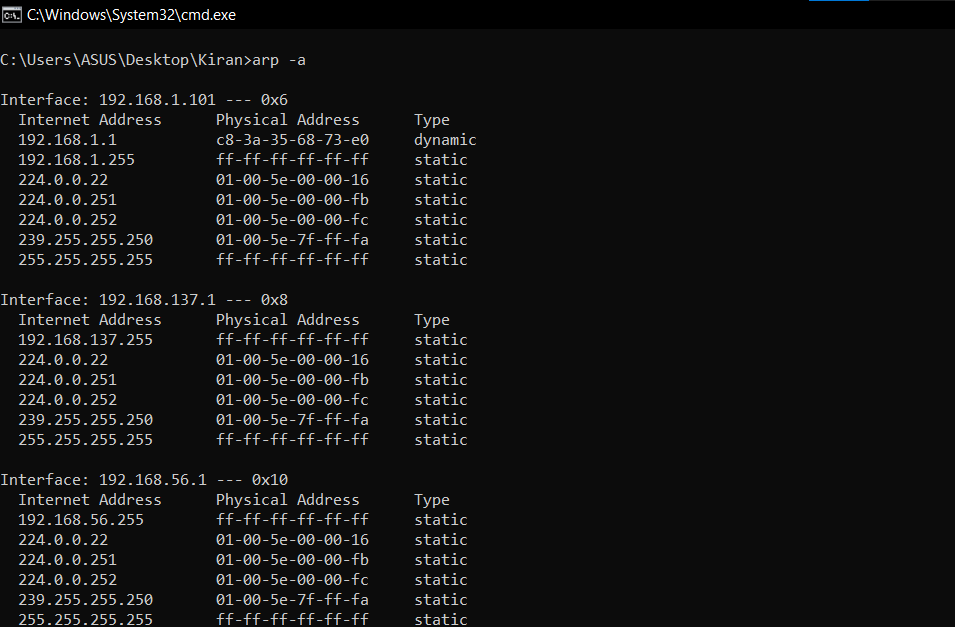 C:\Windows\System32\cmd.exe
C:\Users\ASUS\Desktop\Kiran>arp -a
Interface: 192.168.1.101 --- 0x6
Internet Address Physical Address Type
192.168.1.1 c8-3a-35-68-73-e0 dynamic
192.168.1.255 ff-ff-ff-ff-ff-ff static
224.0.0.22 01-00-5e-00-00-16 static
224.0.0.251 01-00-5e-00-00-fb static
224.0.0.252 01-00-5e-00-00-fc static
239.255.255.250 01-00-5e-7f-ff-fa static
255.255.255.255 ff-ff-ff-ff-ff-ff static
Interface: 192.168.137.1 --- 0x8
Internet Address Physical Address Type
192.168.137.255 ff-ff-ff-ff-ff-ff static
224.0.0.22 01-00-5e-00-00-16 static
224.0.0.251 01-00-5e-00-00-fb static
224.0.0.252 01-00-5e-00-00-fc static
239.255.255.250 01-00-5e-7f-ff-fa static
255.255.255.255 ff-ff-ff-ff-ff-ff static
Interface: 192.168.56.1 --- 0x10
Internet Address Physical Address Type
192.168.56.255 ff-ff-ff-ff-ff-ff static
224.0.0.22 01-00-5e-00-00-16 static
224.0.0.251 01-00-5e-00-00-fb static
224.0.0.252 01-00-5e-00-00-fc static
239.255.255.250 01-00-5e-7f-ff-fa static
255.255.255.255 ff-ff-ff-ff-ff-ff static